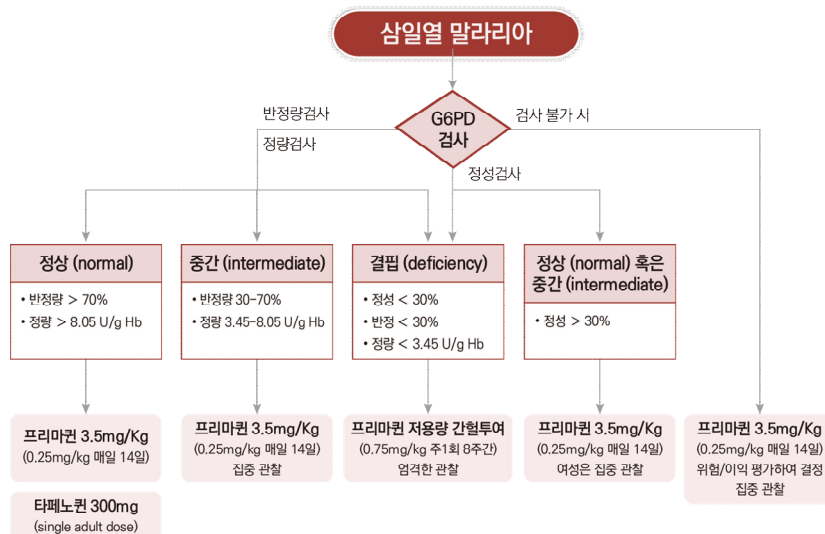 삼일열 말라리아
G6PD
검사
반정량검사
정량검사
검사 불가 시
정성검사
정상 (normal)
• 반정량 > 70%
• 정량 > 8.05 U/g Hb
중간 (intermediate)
• 반정량 30-70%
• 정량 3.45-8.05 U/g Hb
결핍 (deficiency)
• 정성 < 30%
• 반정 < 30%
• 정량 < 3.45 U/g Hb
정상 (normal) 혹은
중간 (intermediate)
• 정성 > 30%
프리마퀸 3.5mg/Kg
(0.25mg/kg 매일 14일)
타페노퀸 300mg
(single adult dose)
프리마퀸 3.5mg/Kg
(0.25mg/kg 매일 14일)
집중 관찰
프리마퀸 저용량 간헐투여
(0.75mg/kg 주1회 8주간)
엄격한 관찰
프리마퀸 3.5mg/Kg
(0.25mg/kg 매일 14일)
여성은 집중 관찰
프리마퀸 3.5mg/Kg
(0.25mg/kg 매일 14일)
위험/이익 평가하여 결정
집중 관찰